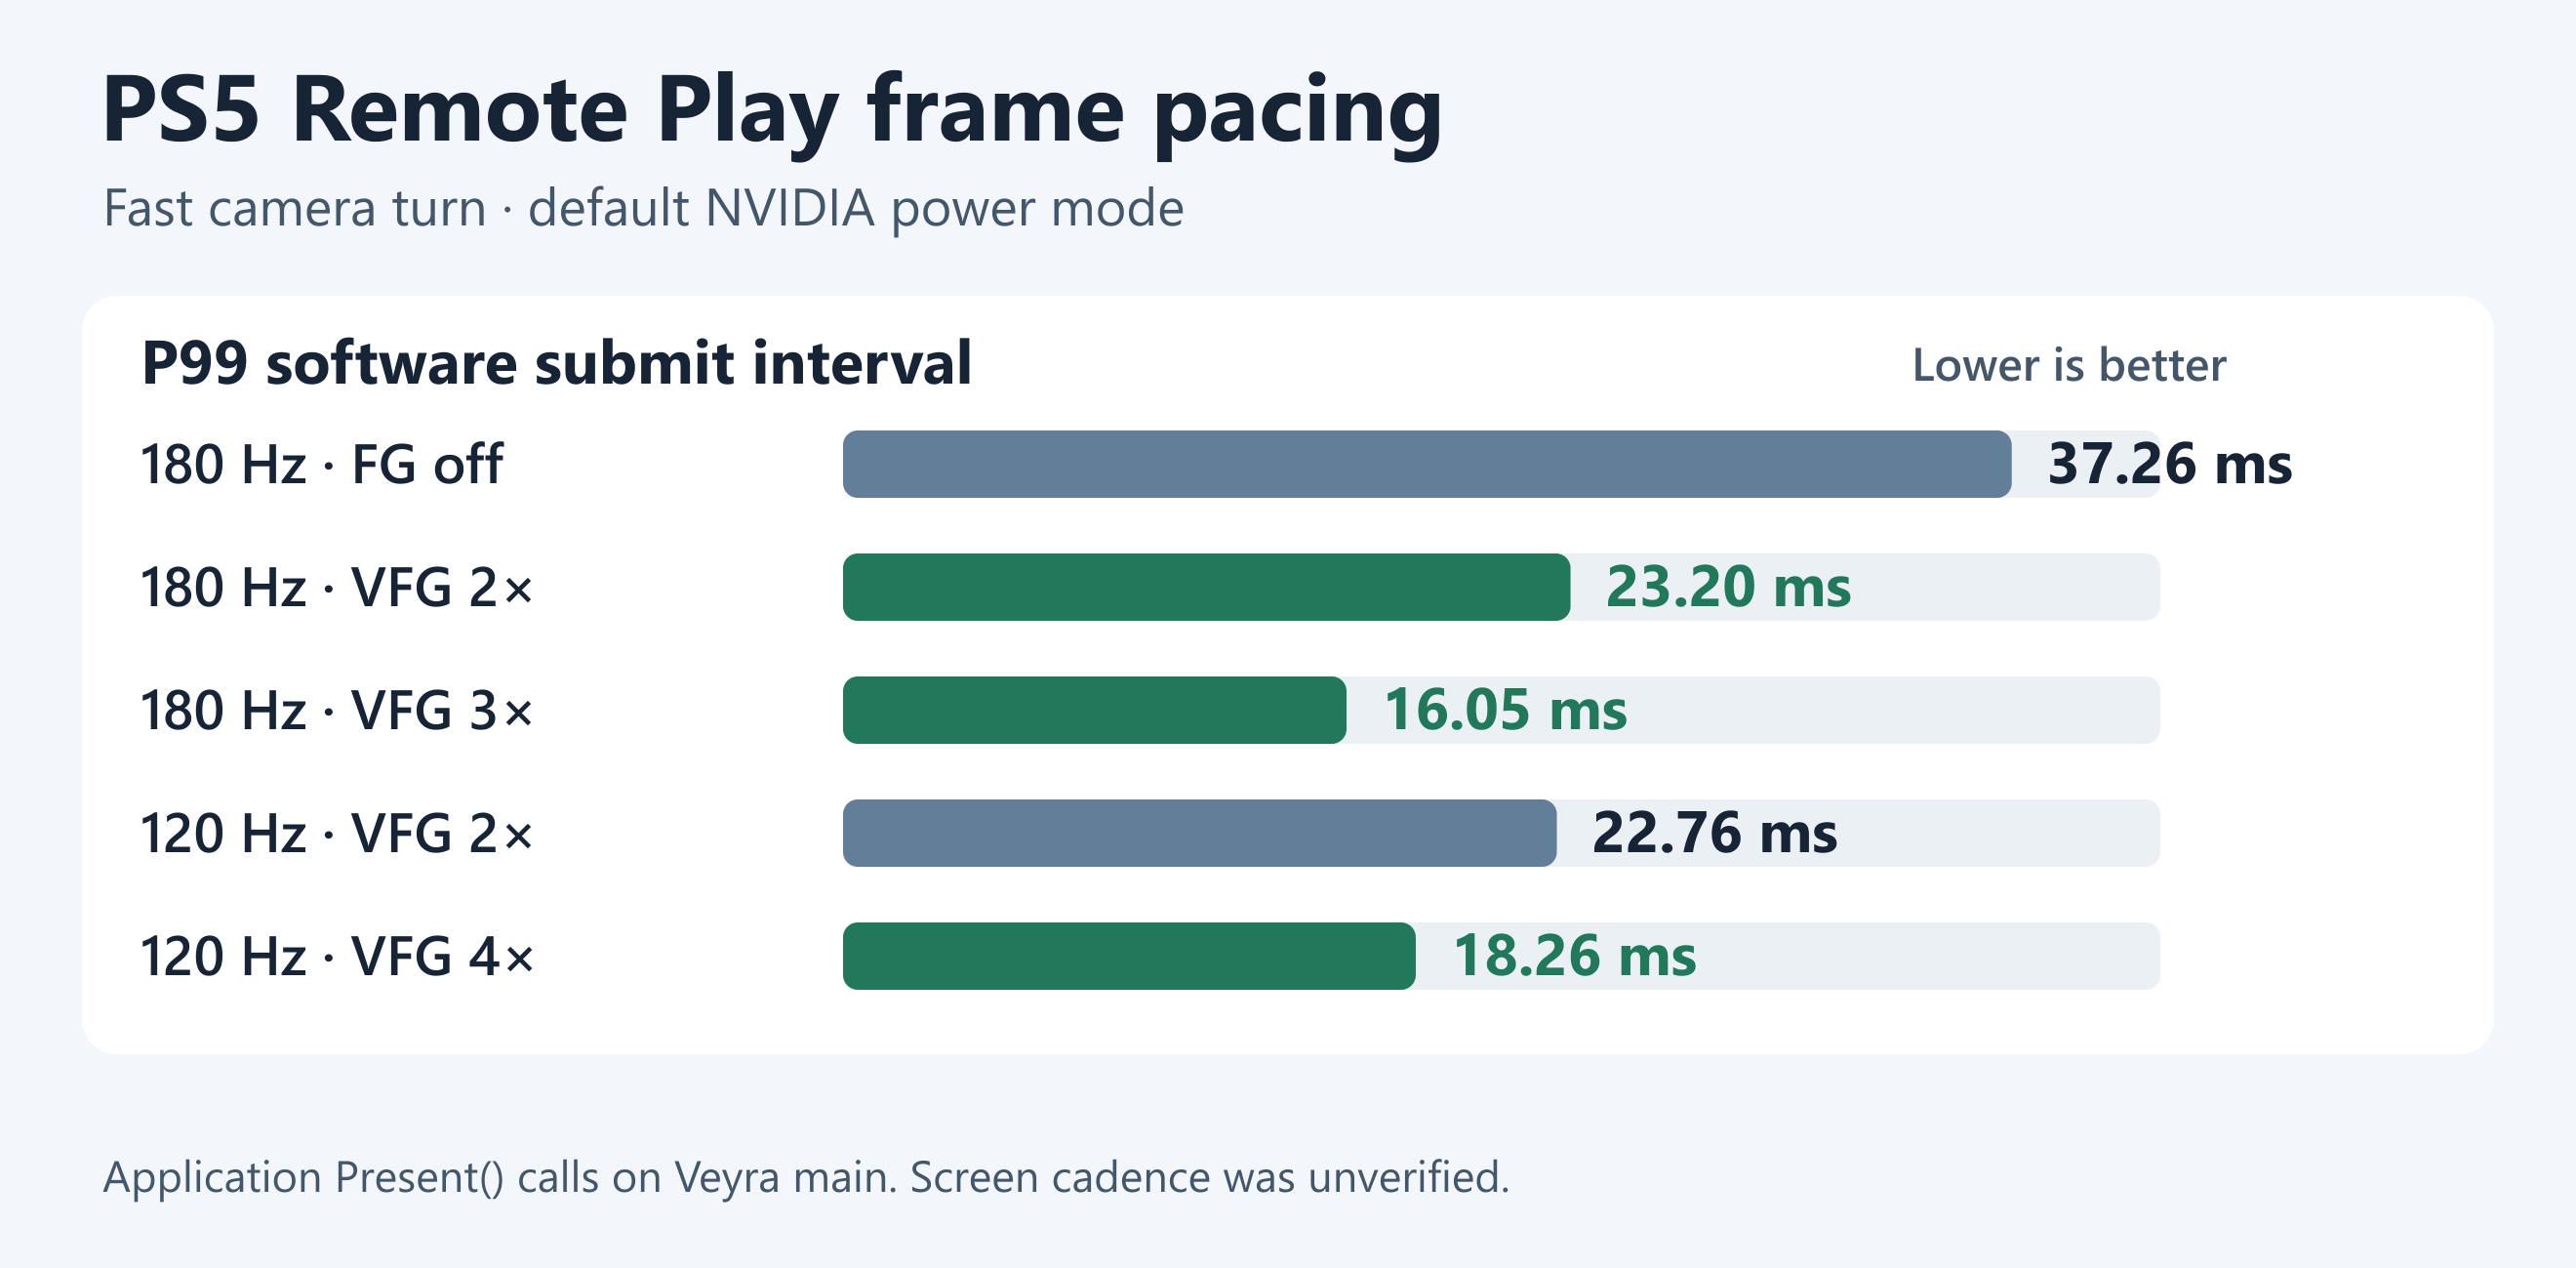 PS5 Remote Play frame pacing
Fast camera turn · default NVIDIA power mode
P99 software submit interval
Lower is better
180 Hz · FG off
37.26 ms
180 Hz · VFG 2×
23.20 ms
180 Hz · VFG 3×
16.05 ms
120 Hz · VFG 2×
22.76 ms
120 Hz · VFG 4×
18.26 ms
Application Present() calls on Veyra main. Screen cadence was unverified.